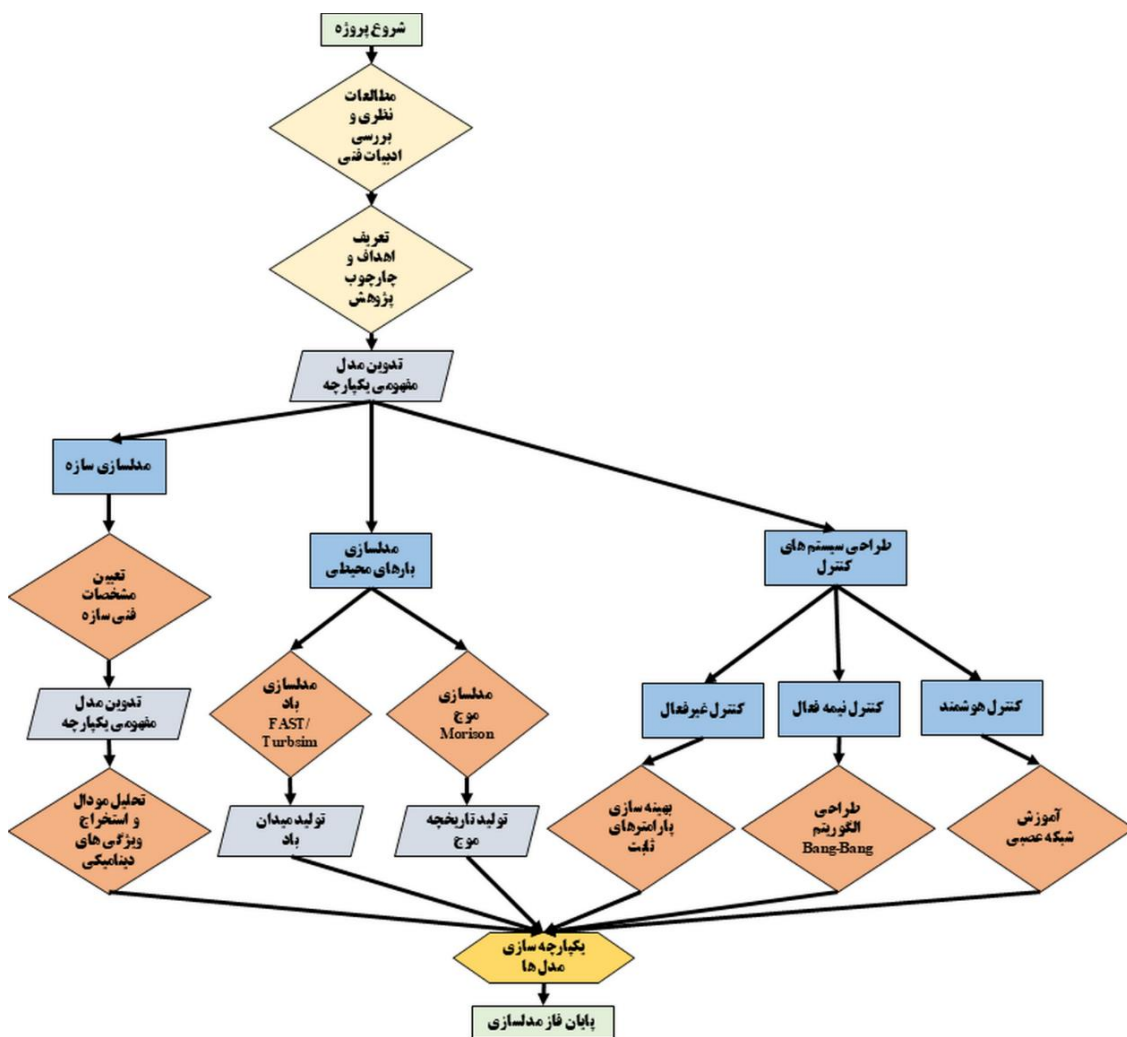 شروع پروژه
مطالعات
نظری و
بررسی
ادبیات فنی
تعریف
اهداف و
چارچوب
پژوهش
تدوین مدل
مفهومی یکپارچه
مدلسازی سازه
تعیین
مشخصات
فنی سازه
تدوین مدل
مفهومی یکپارچه
تحلیل مودال
و استخراج
ویژگی های
دینامیکی
مدلسازی
بارهای محیطی
مدلسازی
باد
FAST/
Turbsim
تولید میدان
باد
مدلسازی
موج
Morison
تولید تاریخچه
موج
طراحی سیستم های
کنترل
کنترل غیرفعال
بهینه سازی
پارامترهای
ثابت
کنترل نیمه فعال
طراحی
الگوریتم
Bang-Bang
کنترل هوشمند
آموزش
شبکه عصبی
یکپارچه سازی
مدل ها
پایان فاز مدلسازی